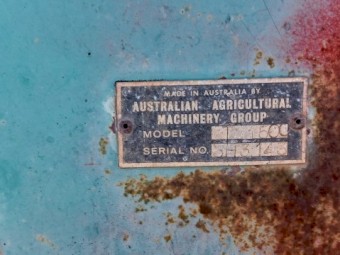 MADE IN AUSTRALIA BY
AUSTRALIAN AGRICULTURAL
MACHINERY GROUP
MODEL
SERIAL NO.